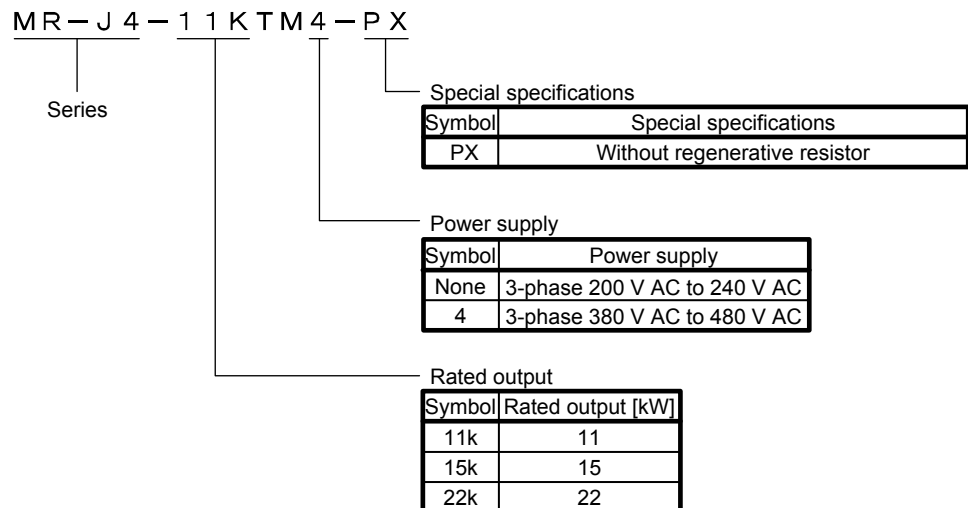 MR-J4-11KTM4-PX
Series
Special specifications
Symbol Special specifications
PX Without regenerative resistor
Power supply
Symbol Power supply
None 3-phase 200 V AC to 240 V AC
4 3-phase 380 V AC to 480 V AC
Rated output
Symbol Rated output [kW]
11k 11
15k 15
22k 22